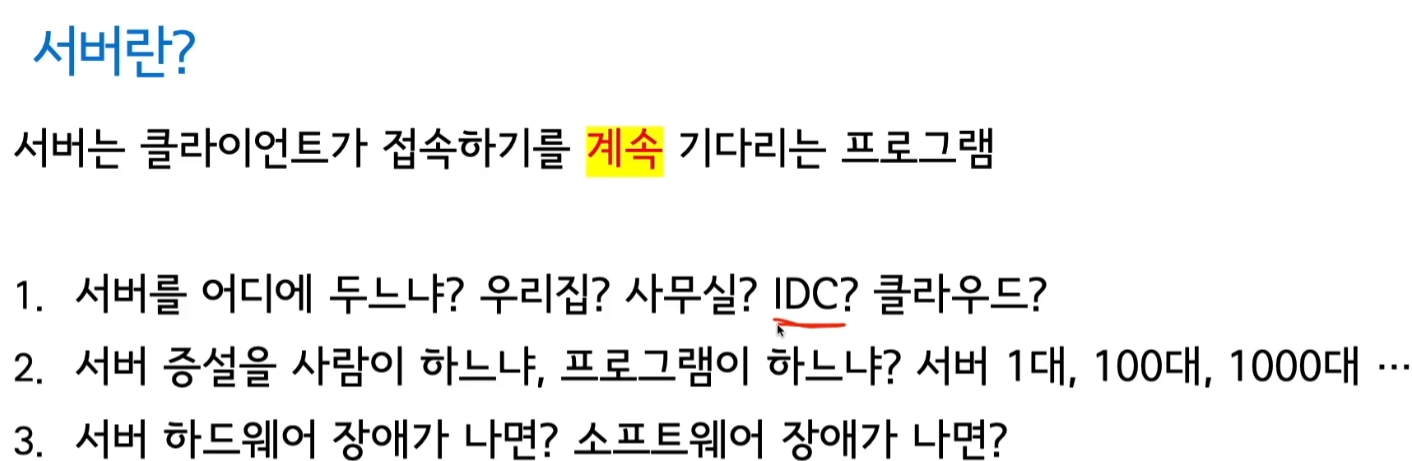 서버란?
서버는 클라이언트가 접속하기를 계속 기다리는 프로그램
1. 서버를 어디에 두느냐? 우리집? 사무실? IDC? 클라우드?
2. 서버 증설을 사람이 하느냐, 프로그램이 하느냐? 서버 1대, 100대, 1000대 ⋯
3. 서버 하드웨어 장애가 나면? 소프트웨어 장애가 나면?